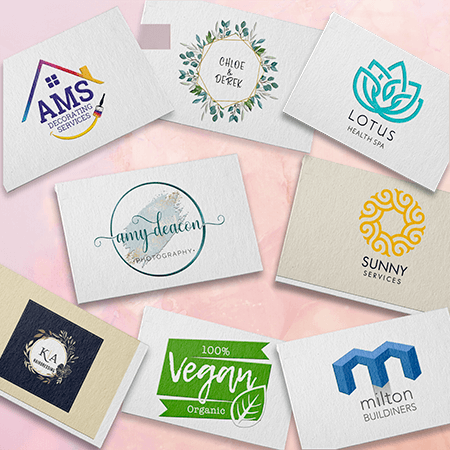 AMS
DECORATING
SERVICES
CHLOE
&
DEREK
LOTUS
HEALTH SPA
amy deacon
PHOTOGRAPHY
SUNNY
SERVICES
KA
100%
Vegan
Organic
milton
BUILDINERS